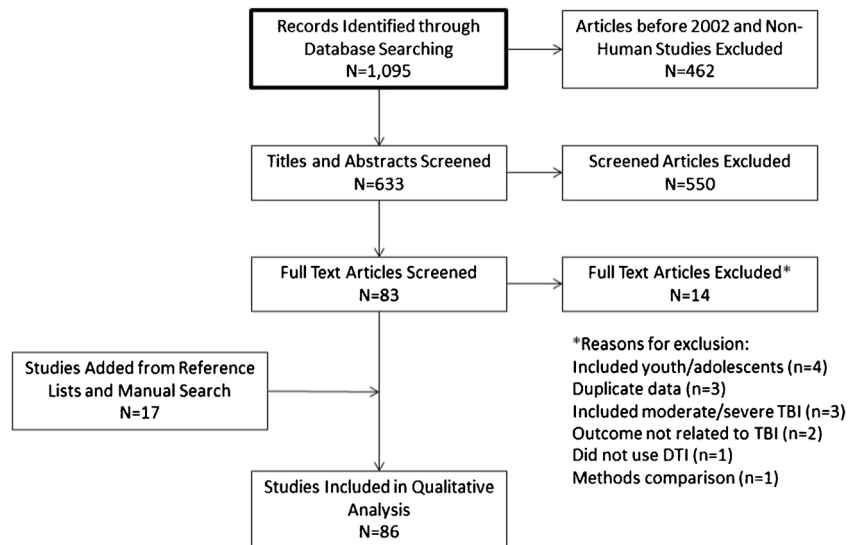 Records Identified through
Database Searching
N=1,095
Articles before 2002 and Non-
Human Studies Excluded
N=462
Titles and Abstracts Screened
N=633
Screened Articles Excluded
N=550
Full Text Articles Screened
N=83
Full Text Articles Excluded*
N=14
*Reasons for exclusion:
Included youth/adolescents (n=4)
Duplicate data (n=3)
Included moderate/severe TBI (n=3)
Outcome not related to TBI (n=2)
Did not use DTI (n=1)
Methods comparison (n=1)
Studies Added from Reference
Lists and Manual Search
N=17
Studies Included in Qualitative
Analysis
N=86